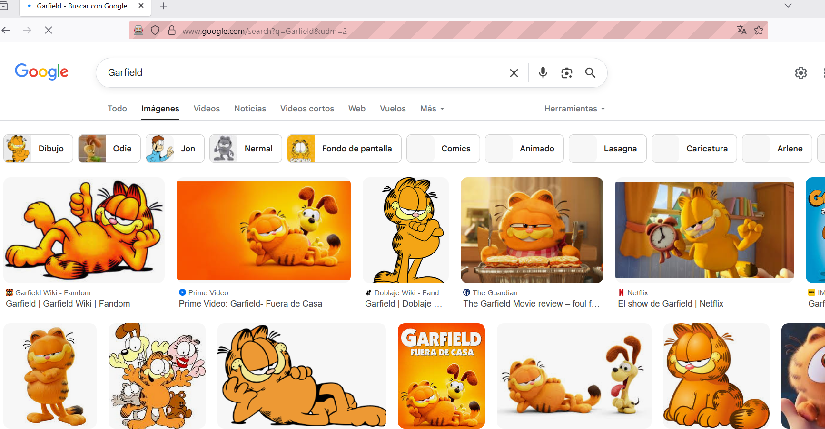 Garfield - Buscar con Google
www.google.com/search?q=Garfield&udm=2
Google
Garfield
Todo Imágenes Videos Noticias Videos cortos Web Vuelos Más Herramientas
Dibujo Odie Jon Nermal Fondo de pantalla Comics Animado Lasagna Caricatura Arlene
Garfield Wiki - Fandom Prime Video Doblaje Wiki - Fand The Guardian Netflix
Garfield | Garfield Wiki | Fandom Prime Video: Garfield- Fuera de Casa Garfield | Doblaje ... The Garfield Movie review – foul f... El show de Garfield | Netflix
GARFIELD
FUERA DE CASA